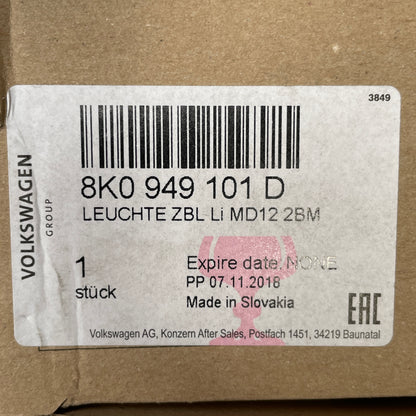 3849
VOLKSWAGEN
GROUP
8K0 949 101 D
LEUCHTE ZBL Li MD12 2BM
1
stück
Expire date: NONE
PP 07.11.2018
Made in Slovakia
EAC
Volkswagen AG, Konzern After Sales, Postfach 1451, 34219 Baunatal